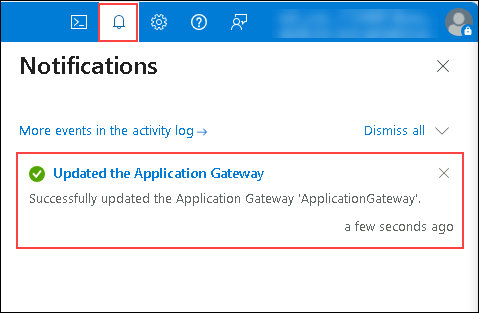 Notifications
More events in the activity log →
Dismiss all
Updated the Application Gateway
Successfully updated the Application Gateway 'ApplicationGateway'.
a few seconds ago